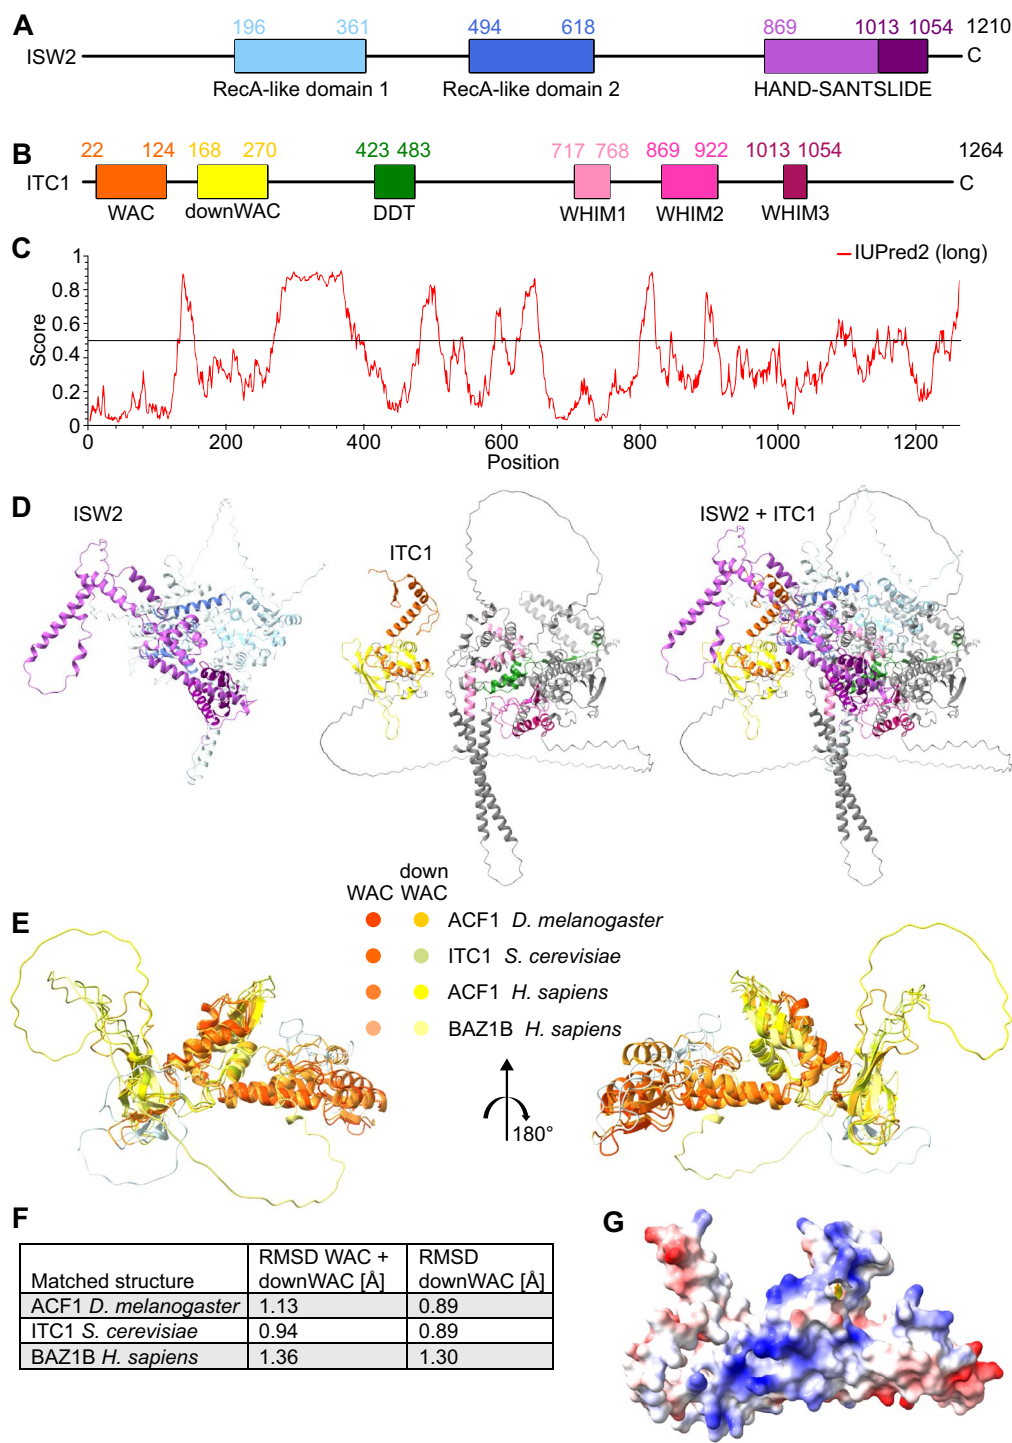 A
196 361 494 618 869 1013 1054 1210
ISW2 C
RecA-like domain 1 RecA-like domain 2 HAND-SANTSLIDE
B
22 124 168 270 423 483 717 768 869 922 1013 1054 1264
ITC1 C
WAC downWAC DDT WHIM1 WHIM2 WHIM3
C
IUPred2 (long)
1
0.8
0.6
0.4
0.2
0
Score
0 200 400 600 800 1000 1200
Position
D
ISW2 ITC1 ISW2 + ITC1
E
down
WAC WAC
ACF1 D. melanogaster
ITC1 S. cerevisiae
ACF1 H. sapiens
BAZ1B H. sapiens
180°
F
RMSD WAC + RMSD
Matched structure downWAC [Å] downWAC [Å]
ACF1 D. melanogaster 1.13 0.89
ITC1 S. cerevisiae 0.94 0.89
BAZ1B H. sapiens 1.36 1.30
G